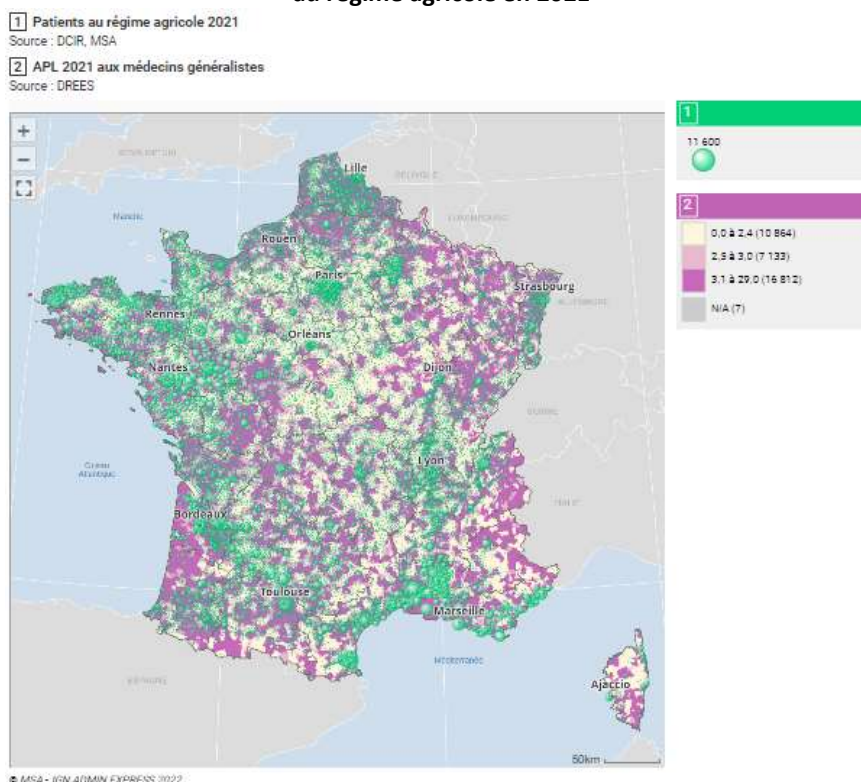 au régime agricole en 2021
1 Patients au régime agricole 2021
Source : DCIR, MSA
2 APL 2021 aux médecins généralistes
Source : DREES
+
−
Lille
Manche
Rouen
Paris
Strasbourg
Rennes
Orléans
Nantes
Dijon
Lyon
Bordeaux
Toulouse
Marseille
Méditerranée
Ajaccio
50km
1
11 600
2
0,0 à 2,4 (10 864)
2,5 à 3,0 (7 133)
3,1 à 29,0 (16 812)
N/A (7)
© MSA - IGN ADMIN EXPRESS 2022